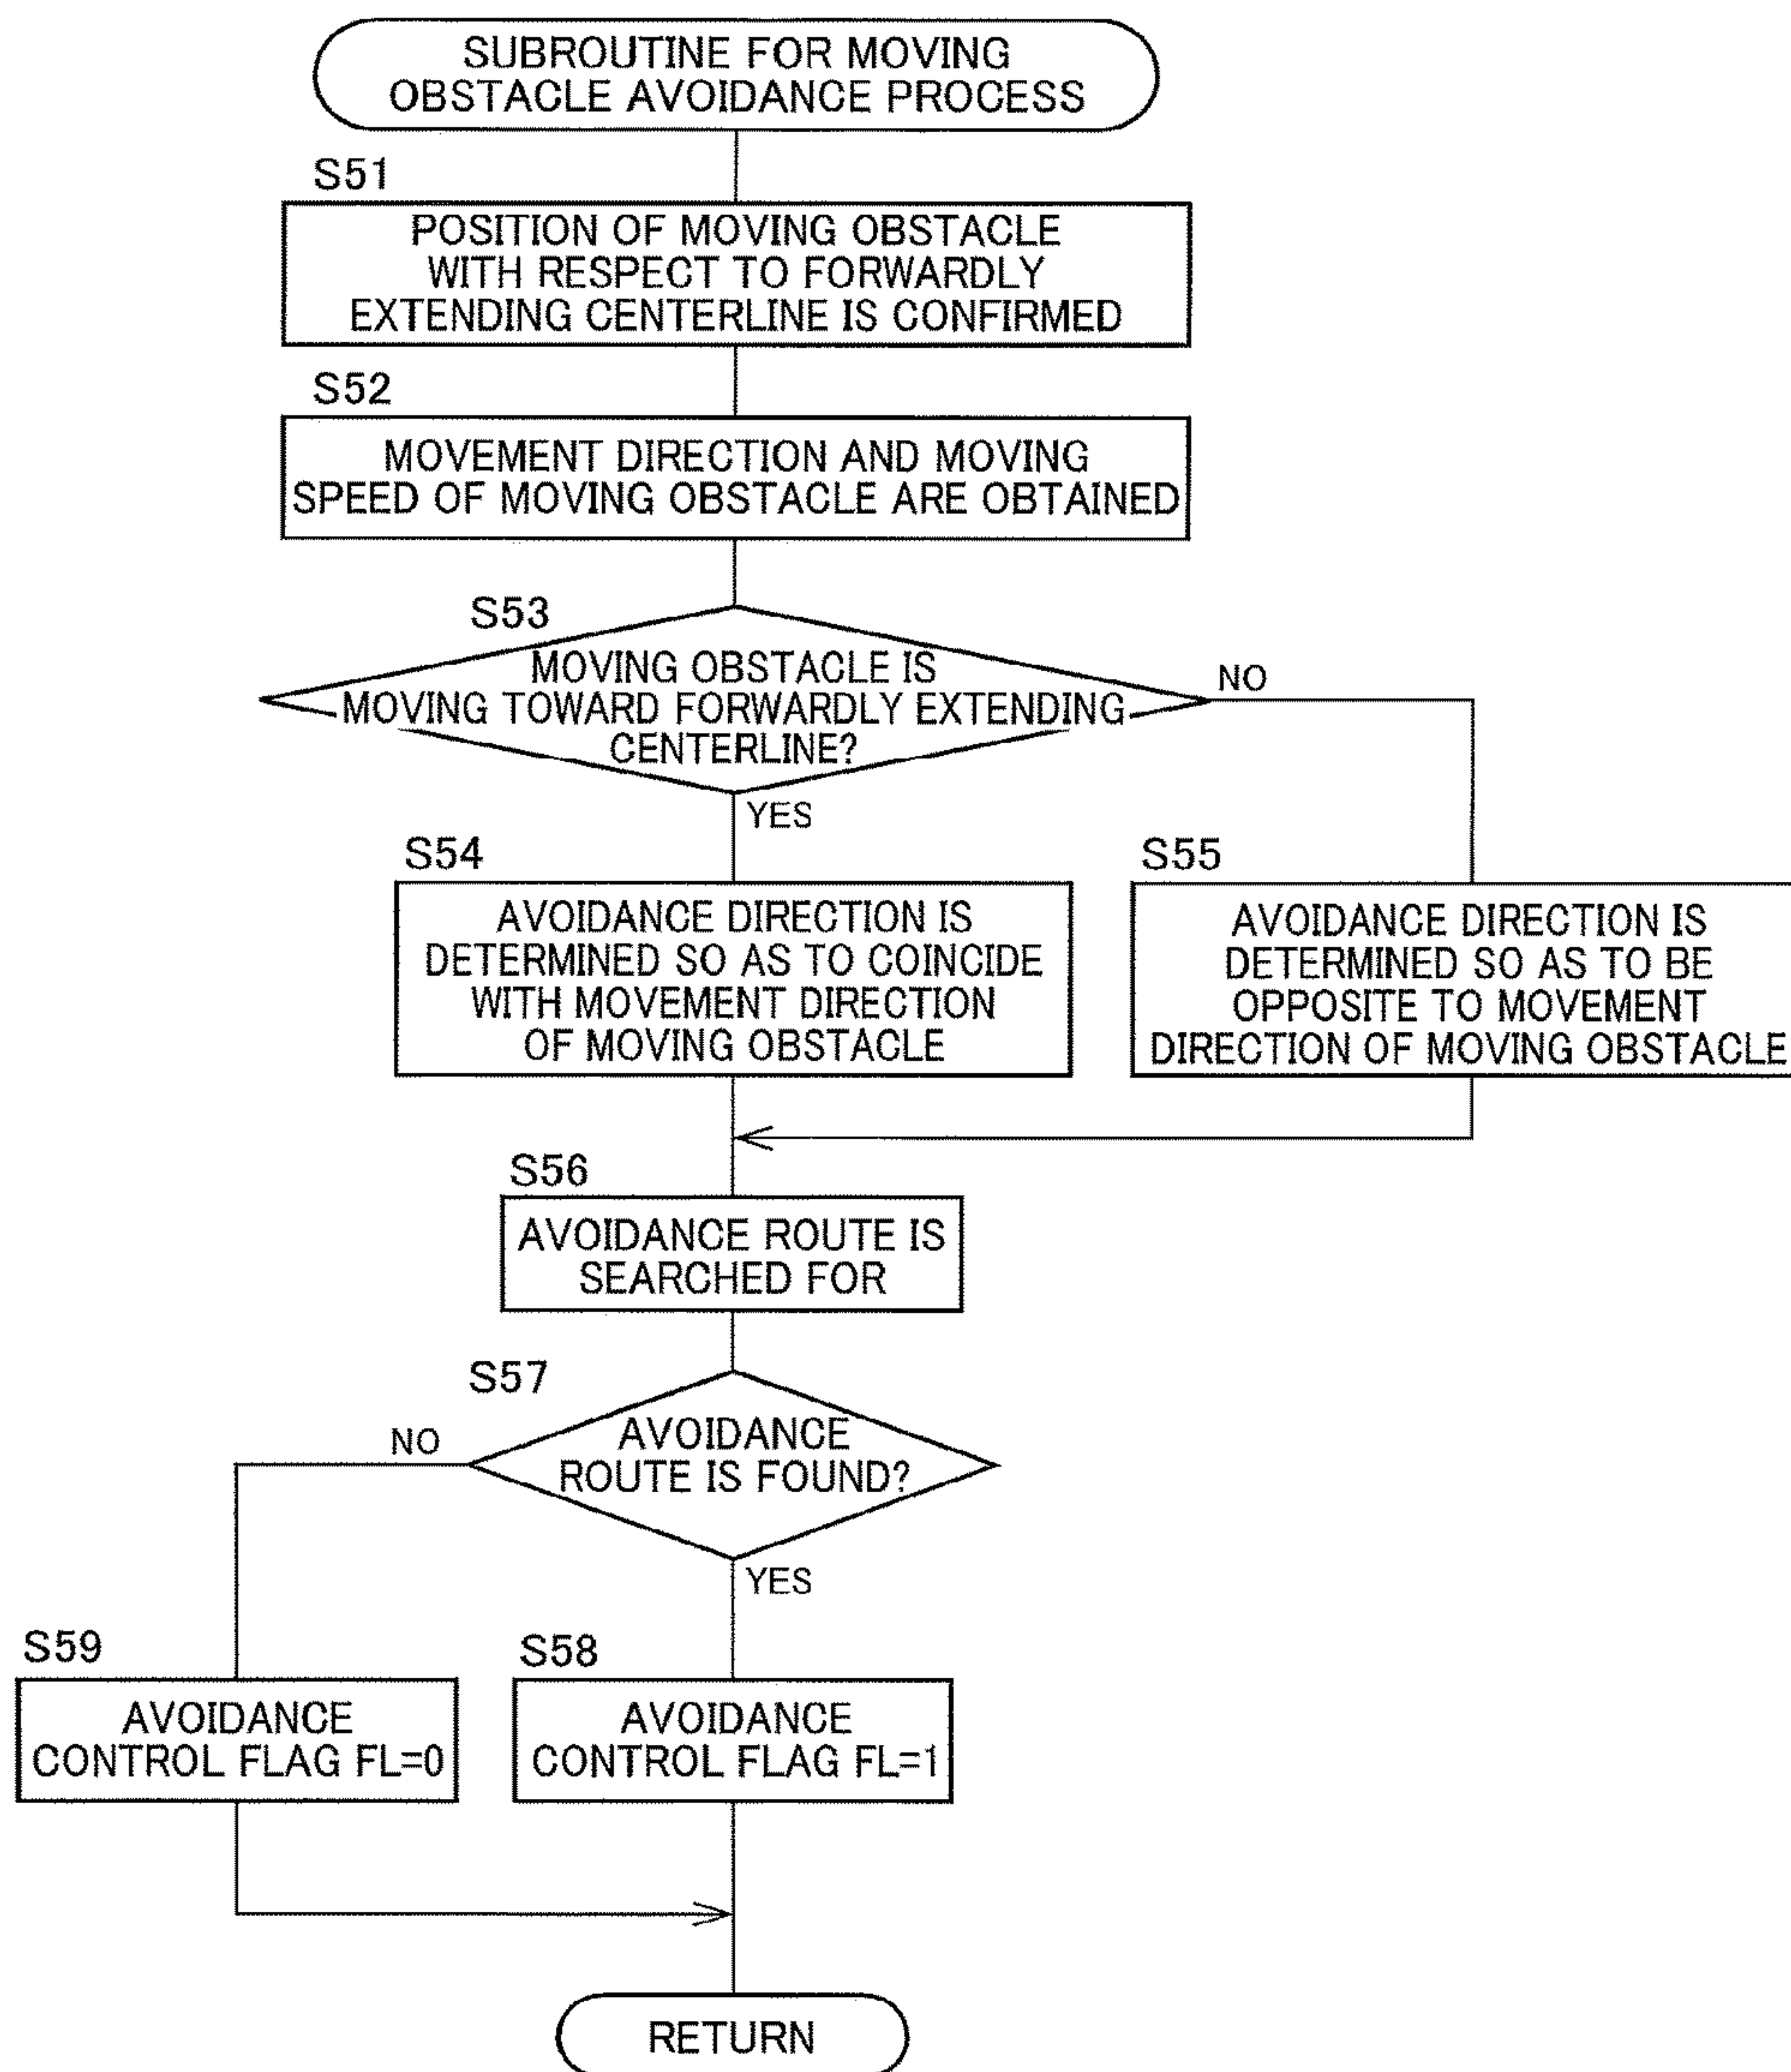 SUBROUTINE FOR MOVING
OBSTACLE AVOIDANCE PROCESS
S51
POSITION OF MOVING OBSTACLE
WITH RESPECT TO FORWARDLY
EXTENDING CENTERLINE IS CONFIRMED
S52
MOVEMENT DIRECTION AND MOVING
SPEED OF MOVING OBSTACLE ARE OBTAINED
S53
MOVING OBSTACLE IS
MOVING TOWARD FORWARDLY EXTENDING
CENTERLINE?
NO
YES
S54
AVOIDANCE DIRECTION IS
DETERMINED SO AS TO COINCIDE
WITH MOVEMENT DIRECTION
OF MOVING OBSTACLE
S55
AVOIDANCE DIRECTION IS
DETERMINED SO AS TO BE
OPPOSITE TO MOVEMENT
DIRECTION OF MOVING OBSTACLE
S56
AVOIDANCE ROUTE IS
SEARCHED FOR
S57
AVOIDANCE
ROUTE IS FOUND?
NO
YES
S59
AVOIDANCE
CONTROL FLAG FL=0
S58
AVOIDANCE
CONTROL FLAG FL=1
RETURN